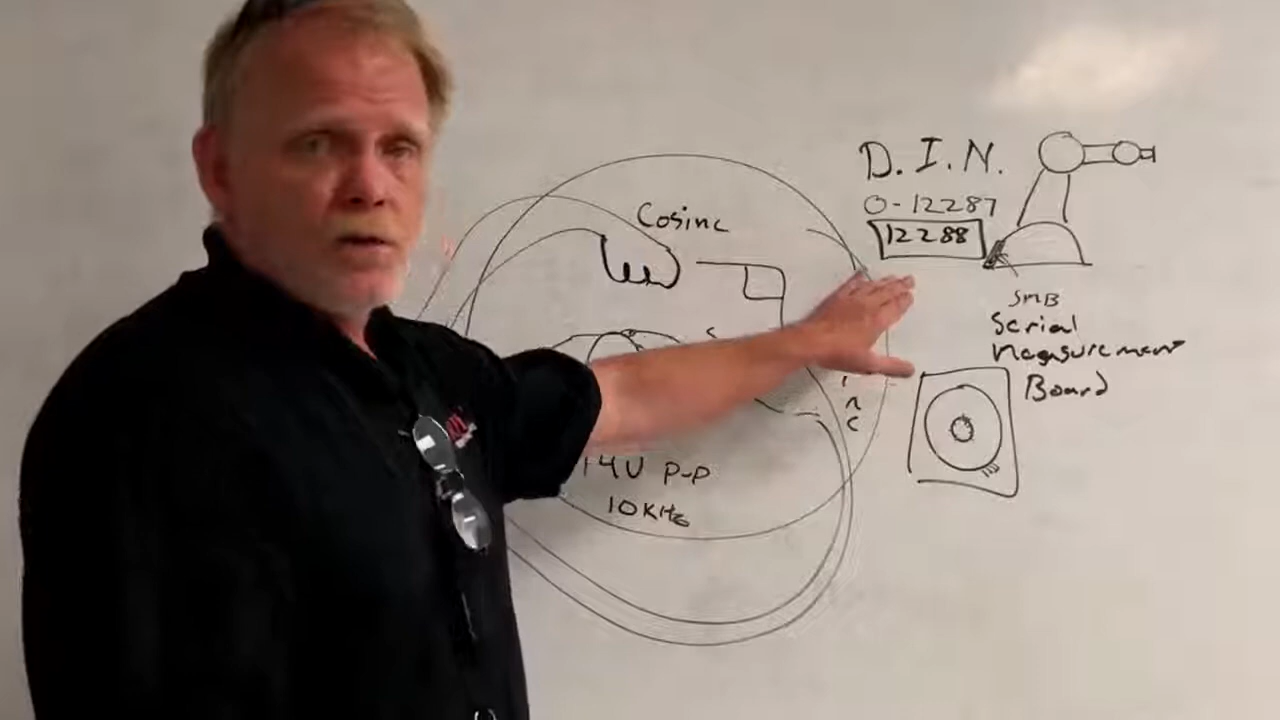 Cosine
D.I.N.
0-12287
12288
SMB
Serial
Measurement
Board
14V P-P
10KHz